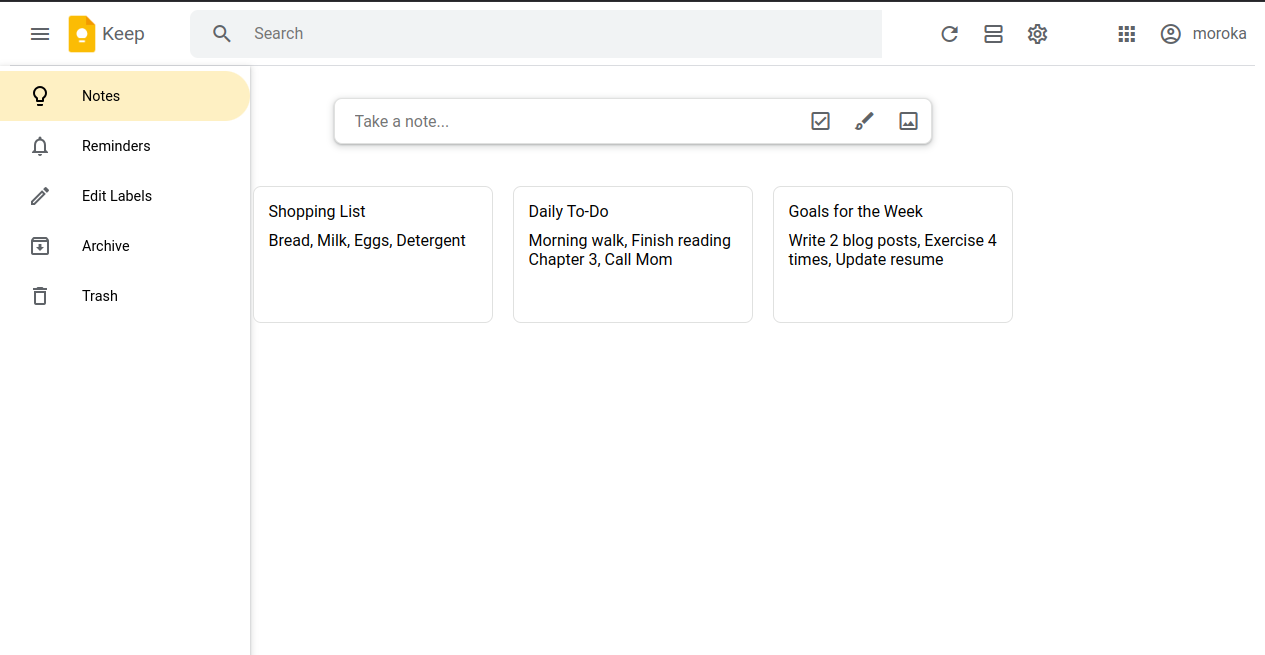 Keep
Search
moroka
Notes
Reminders
Edit Labels
Archive
Trash
Take a note...
Shopping List
Bread, Milk, Eggs, Detergent
Daily To-Do
Morning walk, Finish reading
Chapter 3, Call Mom
Goals for the Week
Write 2 blog posts, Exercise 4
times, Update resume